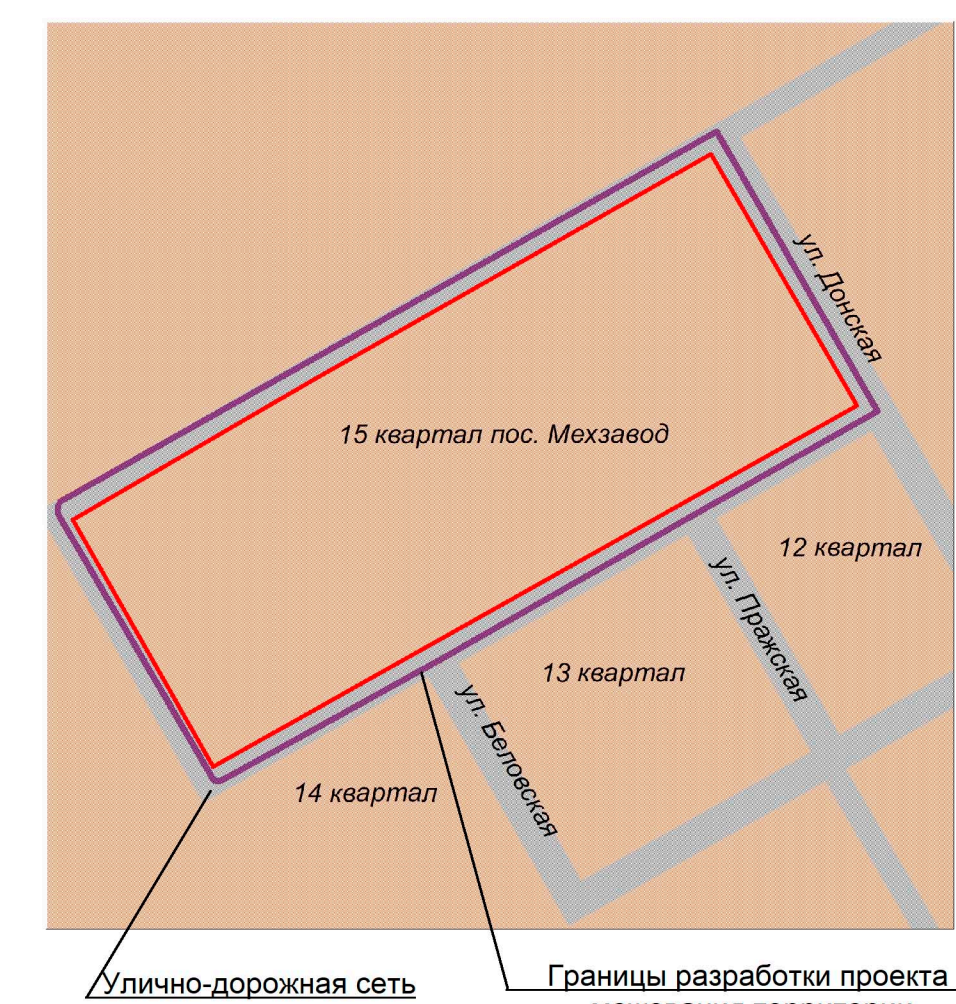 ул. Донская
15 квартал пос. Мехзавод
12 квартал
ул. Пражская
13 квартал
ул. Беловская
14 квартал
Улично-дорожная сеть
Границы разработки проекта